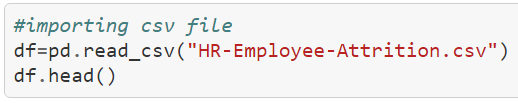 #importing csv file
df=pd.read_csv("HR-Employee-Attrition.csv")
df.head()